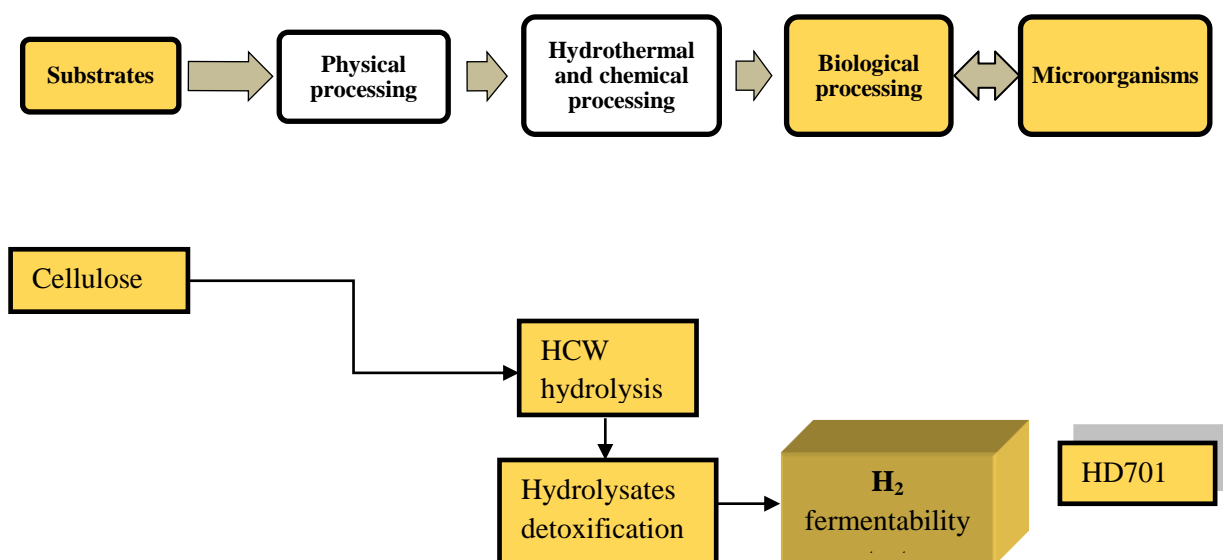 Substrates
Physical
processing
Hydrothermal
and chemical
processing
Biological
processing
Microorganisms
Cellulose
HCW
hydrolysis
Hydrolysates
detoxification
H₂
fermentability
HD701